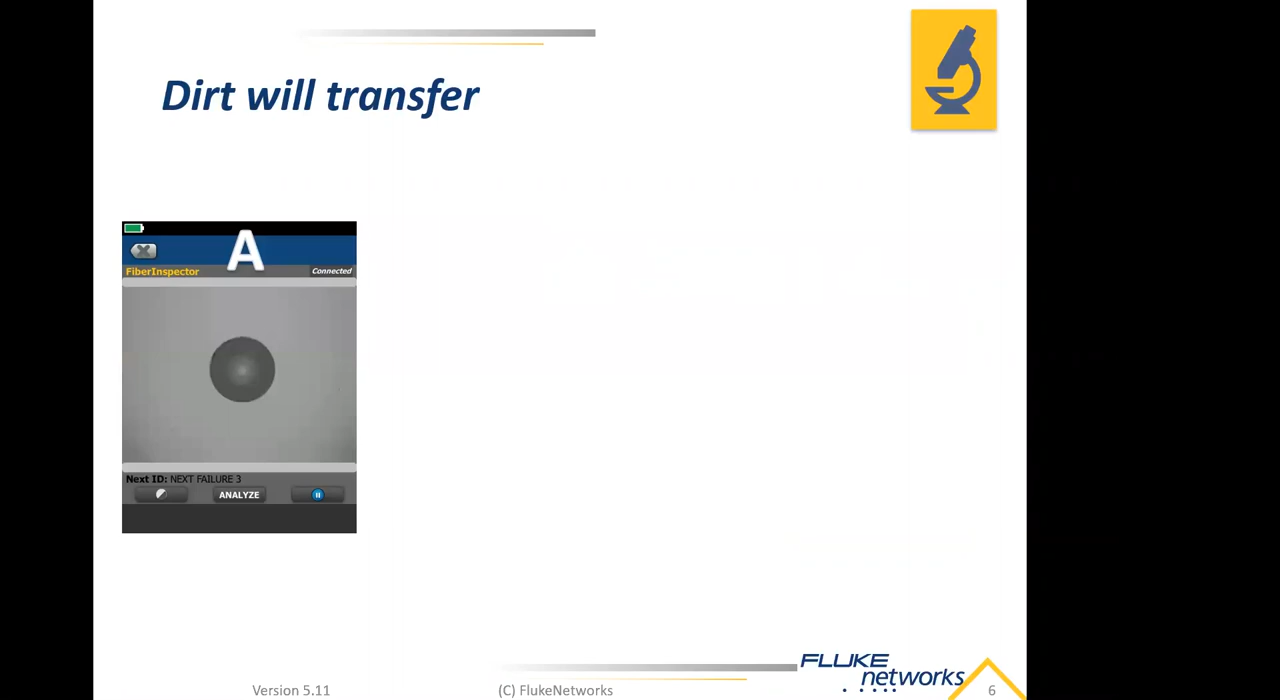 Dirt will transfer
A
FiberInspector
Connected
Next ID: NEXT FAILURE 3
ANALYZE
FLUKE
networks
Version 5.11
(C) FlukeNetworks
6